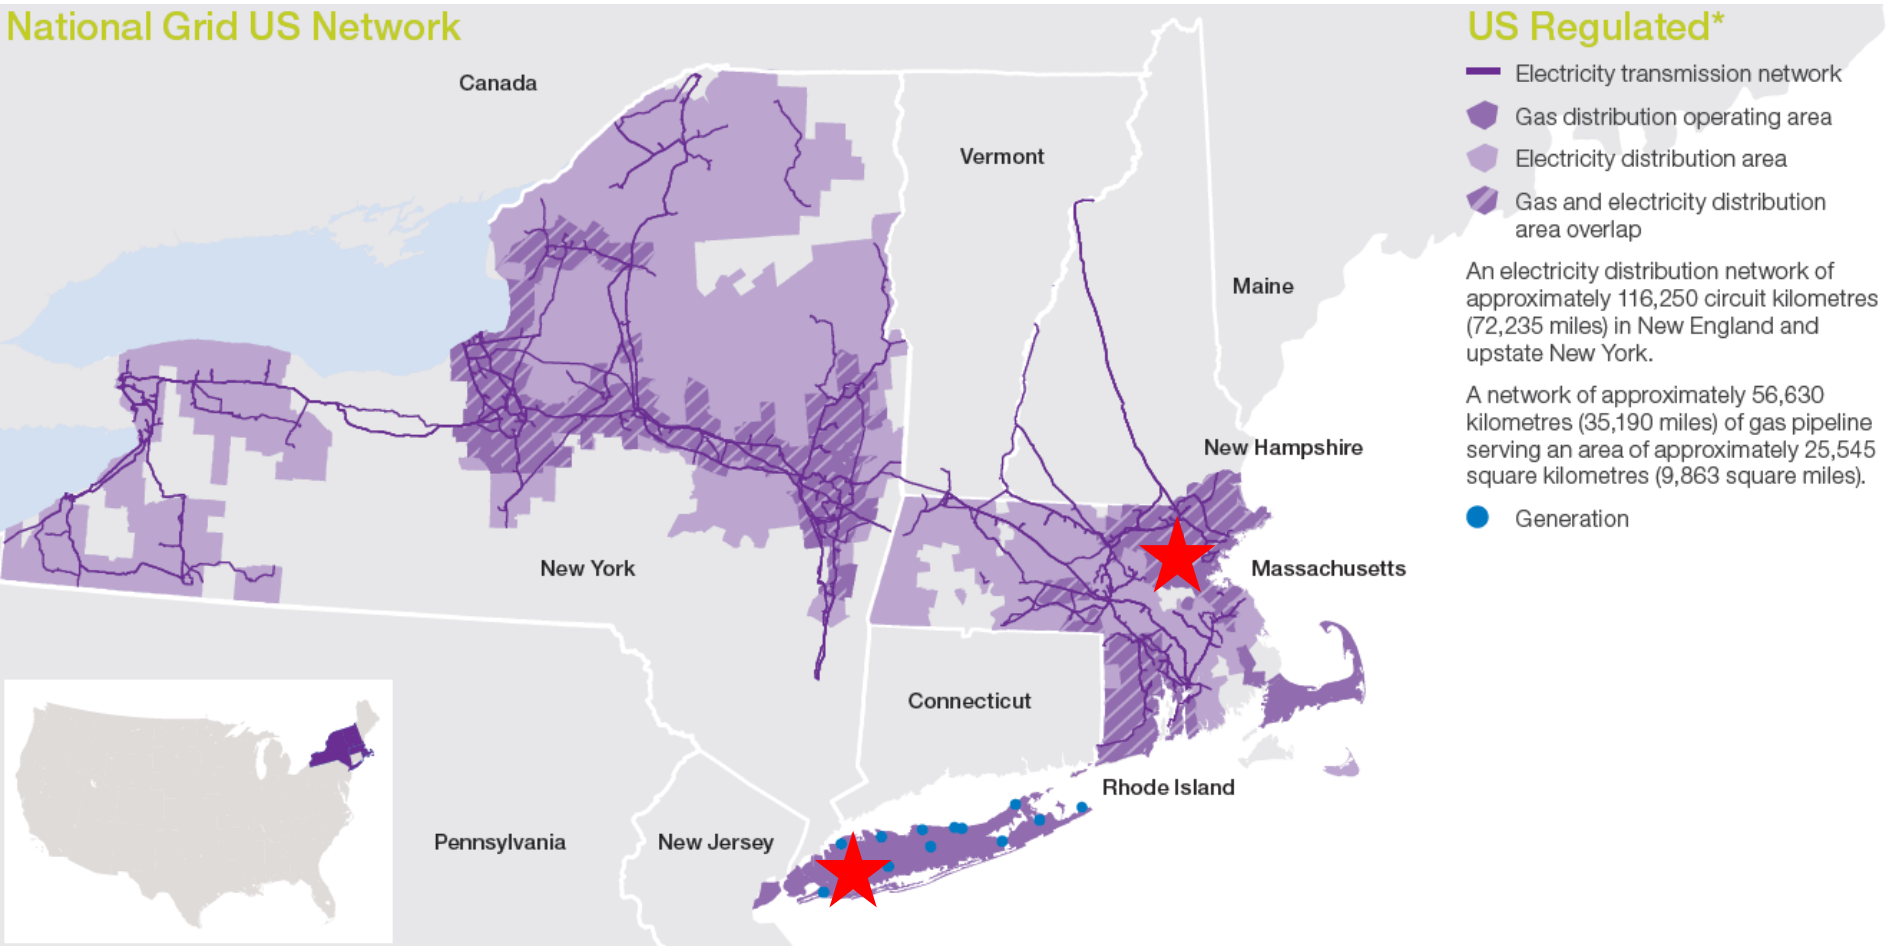 National Grid US Network
US Regulated*
Electricity transmission network
Gas distribution operating area
Electricity distribution area
Gas and electricity distribution
area overlap
An electricity distribution network of
approximately 116,250 circuit kilometres
(72,235 miles) in New England and
upstate New York.
A network of approximately 56,630
kilometres (35,190 miles) of gas pipeline
serving an area of approximately 25,545
square kilometres (9,863 square miles).
Generation
Canada
Vermont
Maine
New Hampshire
New York
Massachusetts
Connecticut
Rhode Island
Pennsylvania
New Jersey